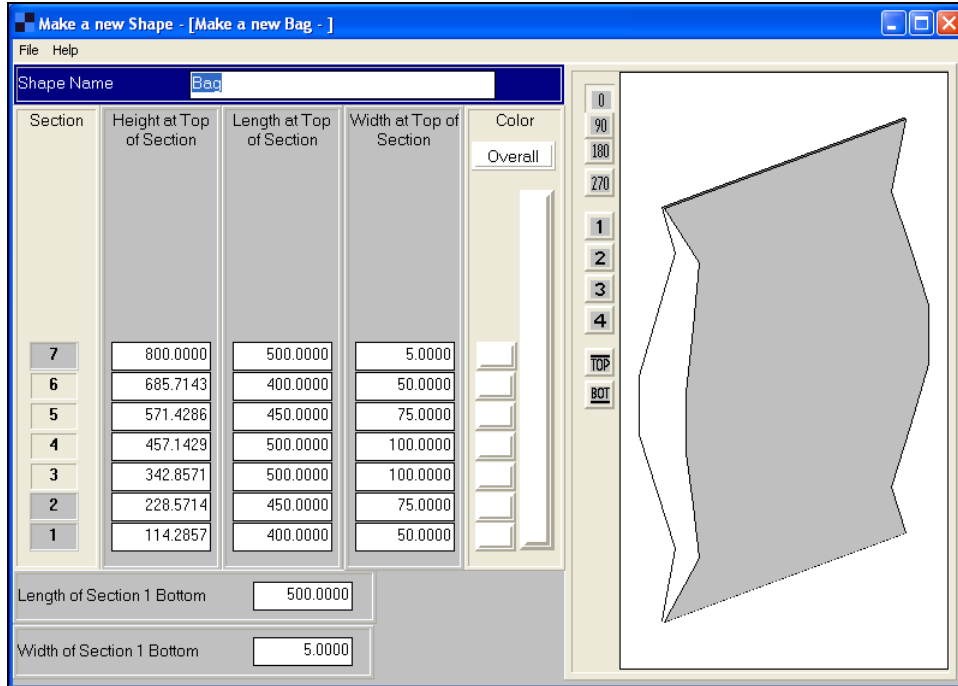 Make a new Shape - [Make a new Bag - ]
File Help
Shape Name Bag
Section Height at Top of Section Length at Top of Section Width at Top of Section Color
Overall
7 800.0000 500.0000 5.0000
6 685.7143 400.0000 50.0000
5 571.4286 450.0000 75.0000
4 457.1429 500.0000 100.0000
3 342.8571 500.0000 100.0000
2 228.5714 450.0000 75.0000
1 114.2857 400.0000 50.0000
Length of Section 1 Bottom 500.0000
Width of Section 1 Bottom 5.0000
0
90
180
270
1
2
3
4
TOP
BOT